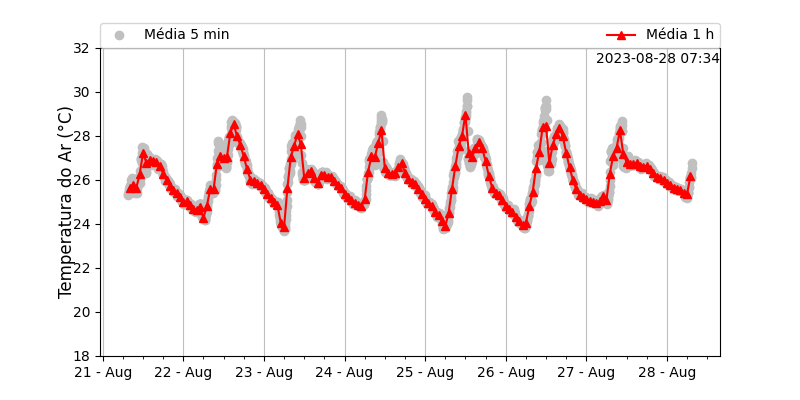 Média 5 min
Média 1 h
2023-08-28 07:34
Temperatura do Ar (°C)
32
30
28
26
24
22
20
18
21 - Aug
22 - Aug
23 - Aug
24 - Aug
25 - Aug
26 - Aug
27 - Aug
28 - Aug